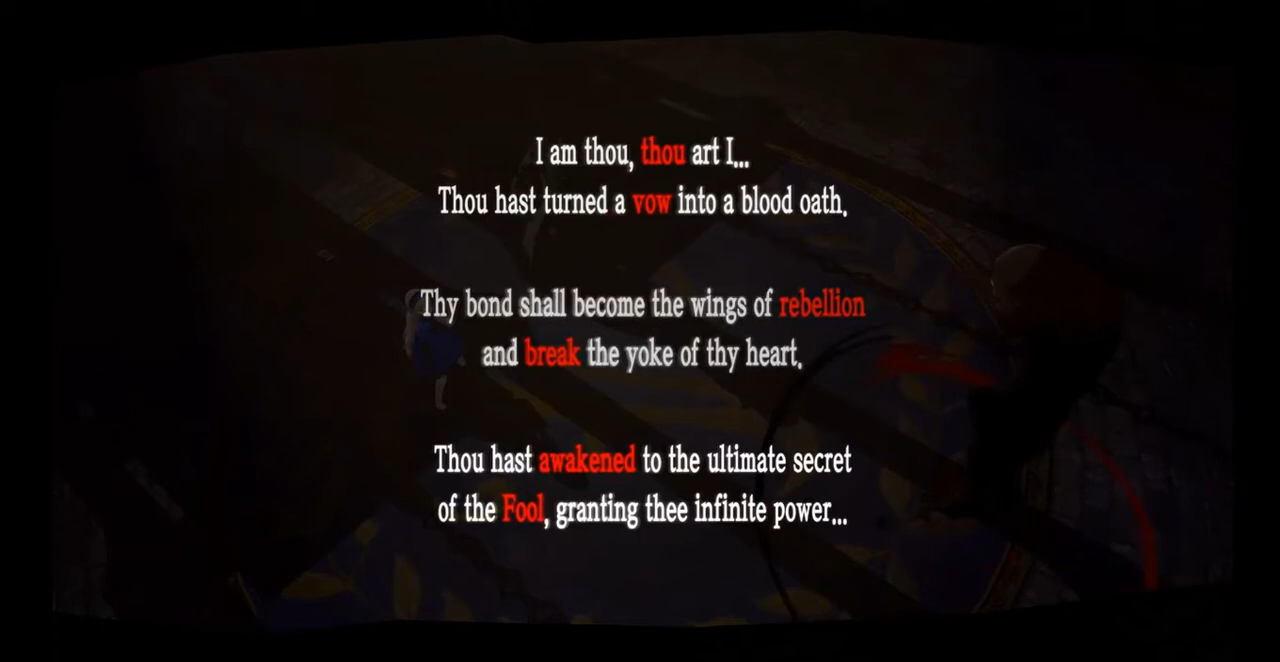 I am thou, thou art I...
Thou hast turned a vow into a blood oath.
Thy bond shall become the wings of rebellion
and break the yoke of thy heart.
Thou hast awakened to the ultimate secret
of the Fool, granting thee infinite power...